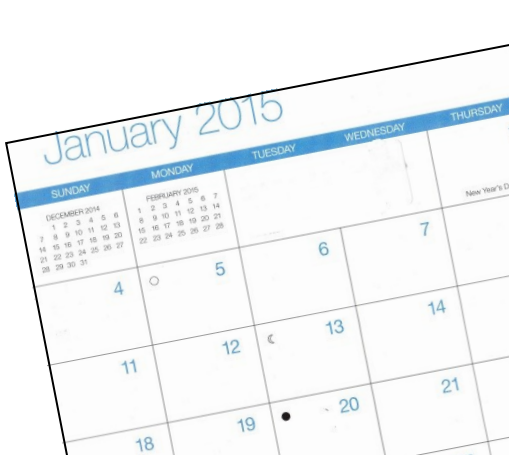 January 2015
SUNDAY MONDAY TUESDAY WEDNESDAY THURSDAY
DECEMBER 2014
1 2 3 4 5 6
7 8 9 10 11 12 13
14 15 16 17 18 19 20
21 22 23 24 25 26 27
28 29 30 31
FEBRUARY 2015
1 2 3 4 5 6 7
8 9 10 11 12 13 14
15 16 17 18 19 20 21
22 23 24 25 26 27 28
New Year's D
4 5 6 7
11 12 13 14
18 19 20 21